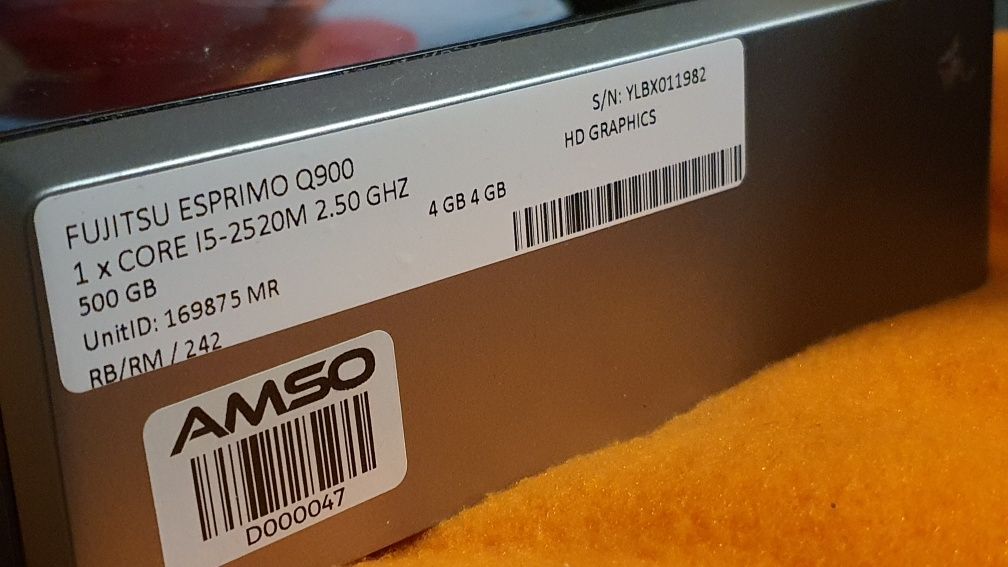 S/N: YLBX011982
HD GRAPHICS
FUJITSU ESPRIMO Q900
1 x CORE I5-2520M 2.50 GHZ
4 GB 4 GB
500 GB
UnitID: 169875 MR
RB/RM / 242
AMSO
D000047